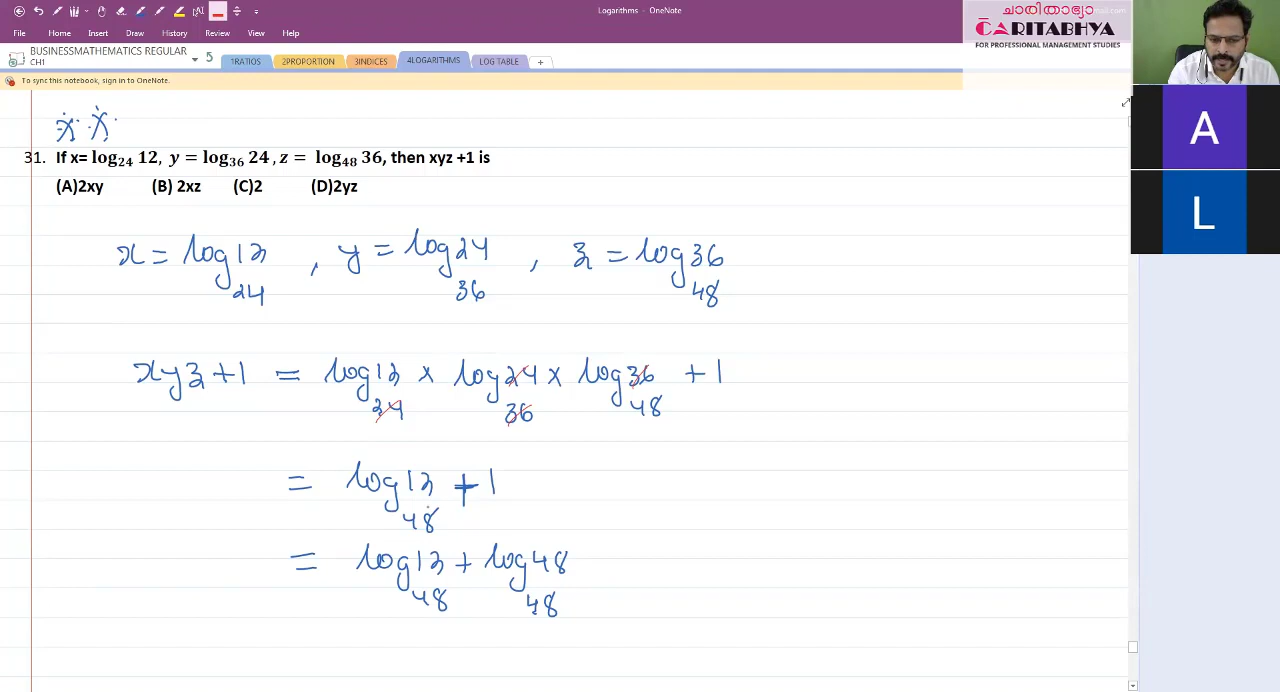 Logarithms - OneNote
File Home Insert Draw History Review View Help
ചാരിതാഭ്യാ
CARITABHYA
FOR PROFESSIONAL MANAGEMENT STUDIES
BUSINESSMATHEMATICS REGULAR
CH1
1RATIOS 2PROPORTION 3INDICES 4LOGARITHMS LOG TABLE +
To sync this notebook, sign in to OneNote.
A
L
31. If x= log₂₄ 12, y = log₃₆ 24 , z = log₄₈ 36, then xyz +1 is
(A)2xy (B) 2xz (C)2 (D)2yz
x = log₂₄ 12 , y = log₃₆ 24 , z = log₄₈ 36
xyz + 1 = log₂₄ 12 × log₃₆ 24 × log₄₈ 36 + 1
= log₄₈ 12 + 1
= log₄₈ 12 + log₄₈ 48